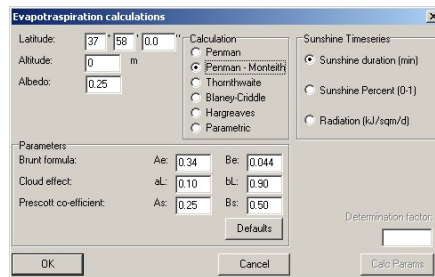 Evapotraspiration calculations
Latitude: 37 ° 58 ' 0.0 "
Altitude: 0 m
Albedo: 0.25
Calculation
Penman
Penman - Monteith
Thornthwaite
Blaney-Criddle
Hargreaves
Parametric
Sunshine Timeseries
Sunshine duration (min)
Sunshine Percent (0-1)
Radiation (kJ/sqm/d)
Parameters
Brunt formula: Ae: 0.34 Be: 0.044
Cloud effect: aL: 0.10 bL: 0.90
Prescott co-efficient: As: 0.25 Bs: 0.50
Defaults
Determination factor:
OK Cancel Calc Params